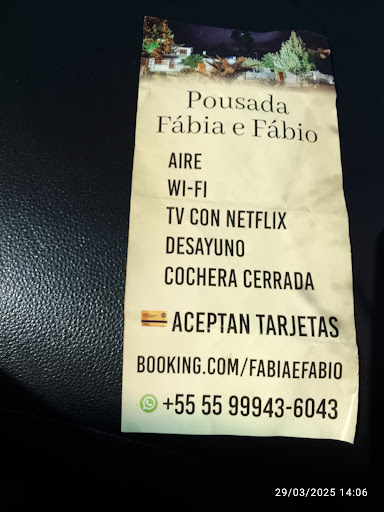 Pousada
Fábia e Fábio
AIRE
WI-FI
TV CON NETFLIX
DESAYUNO
COCHERA CERRADA
ACEPTAN TARJETAS
BOOKING.COM/FABIAEFABIO
+55 55 99943-6043
29/03/2025 14:06